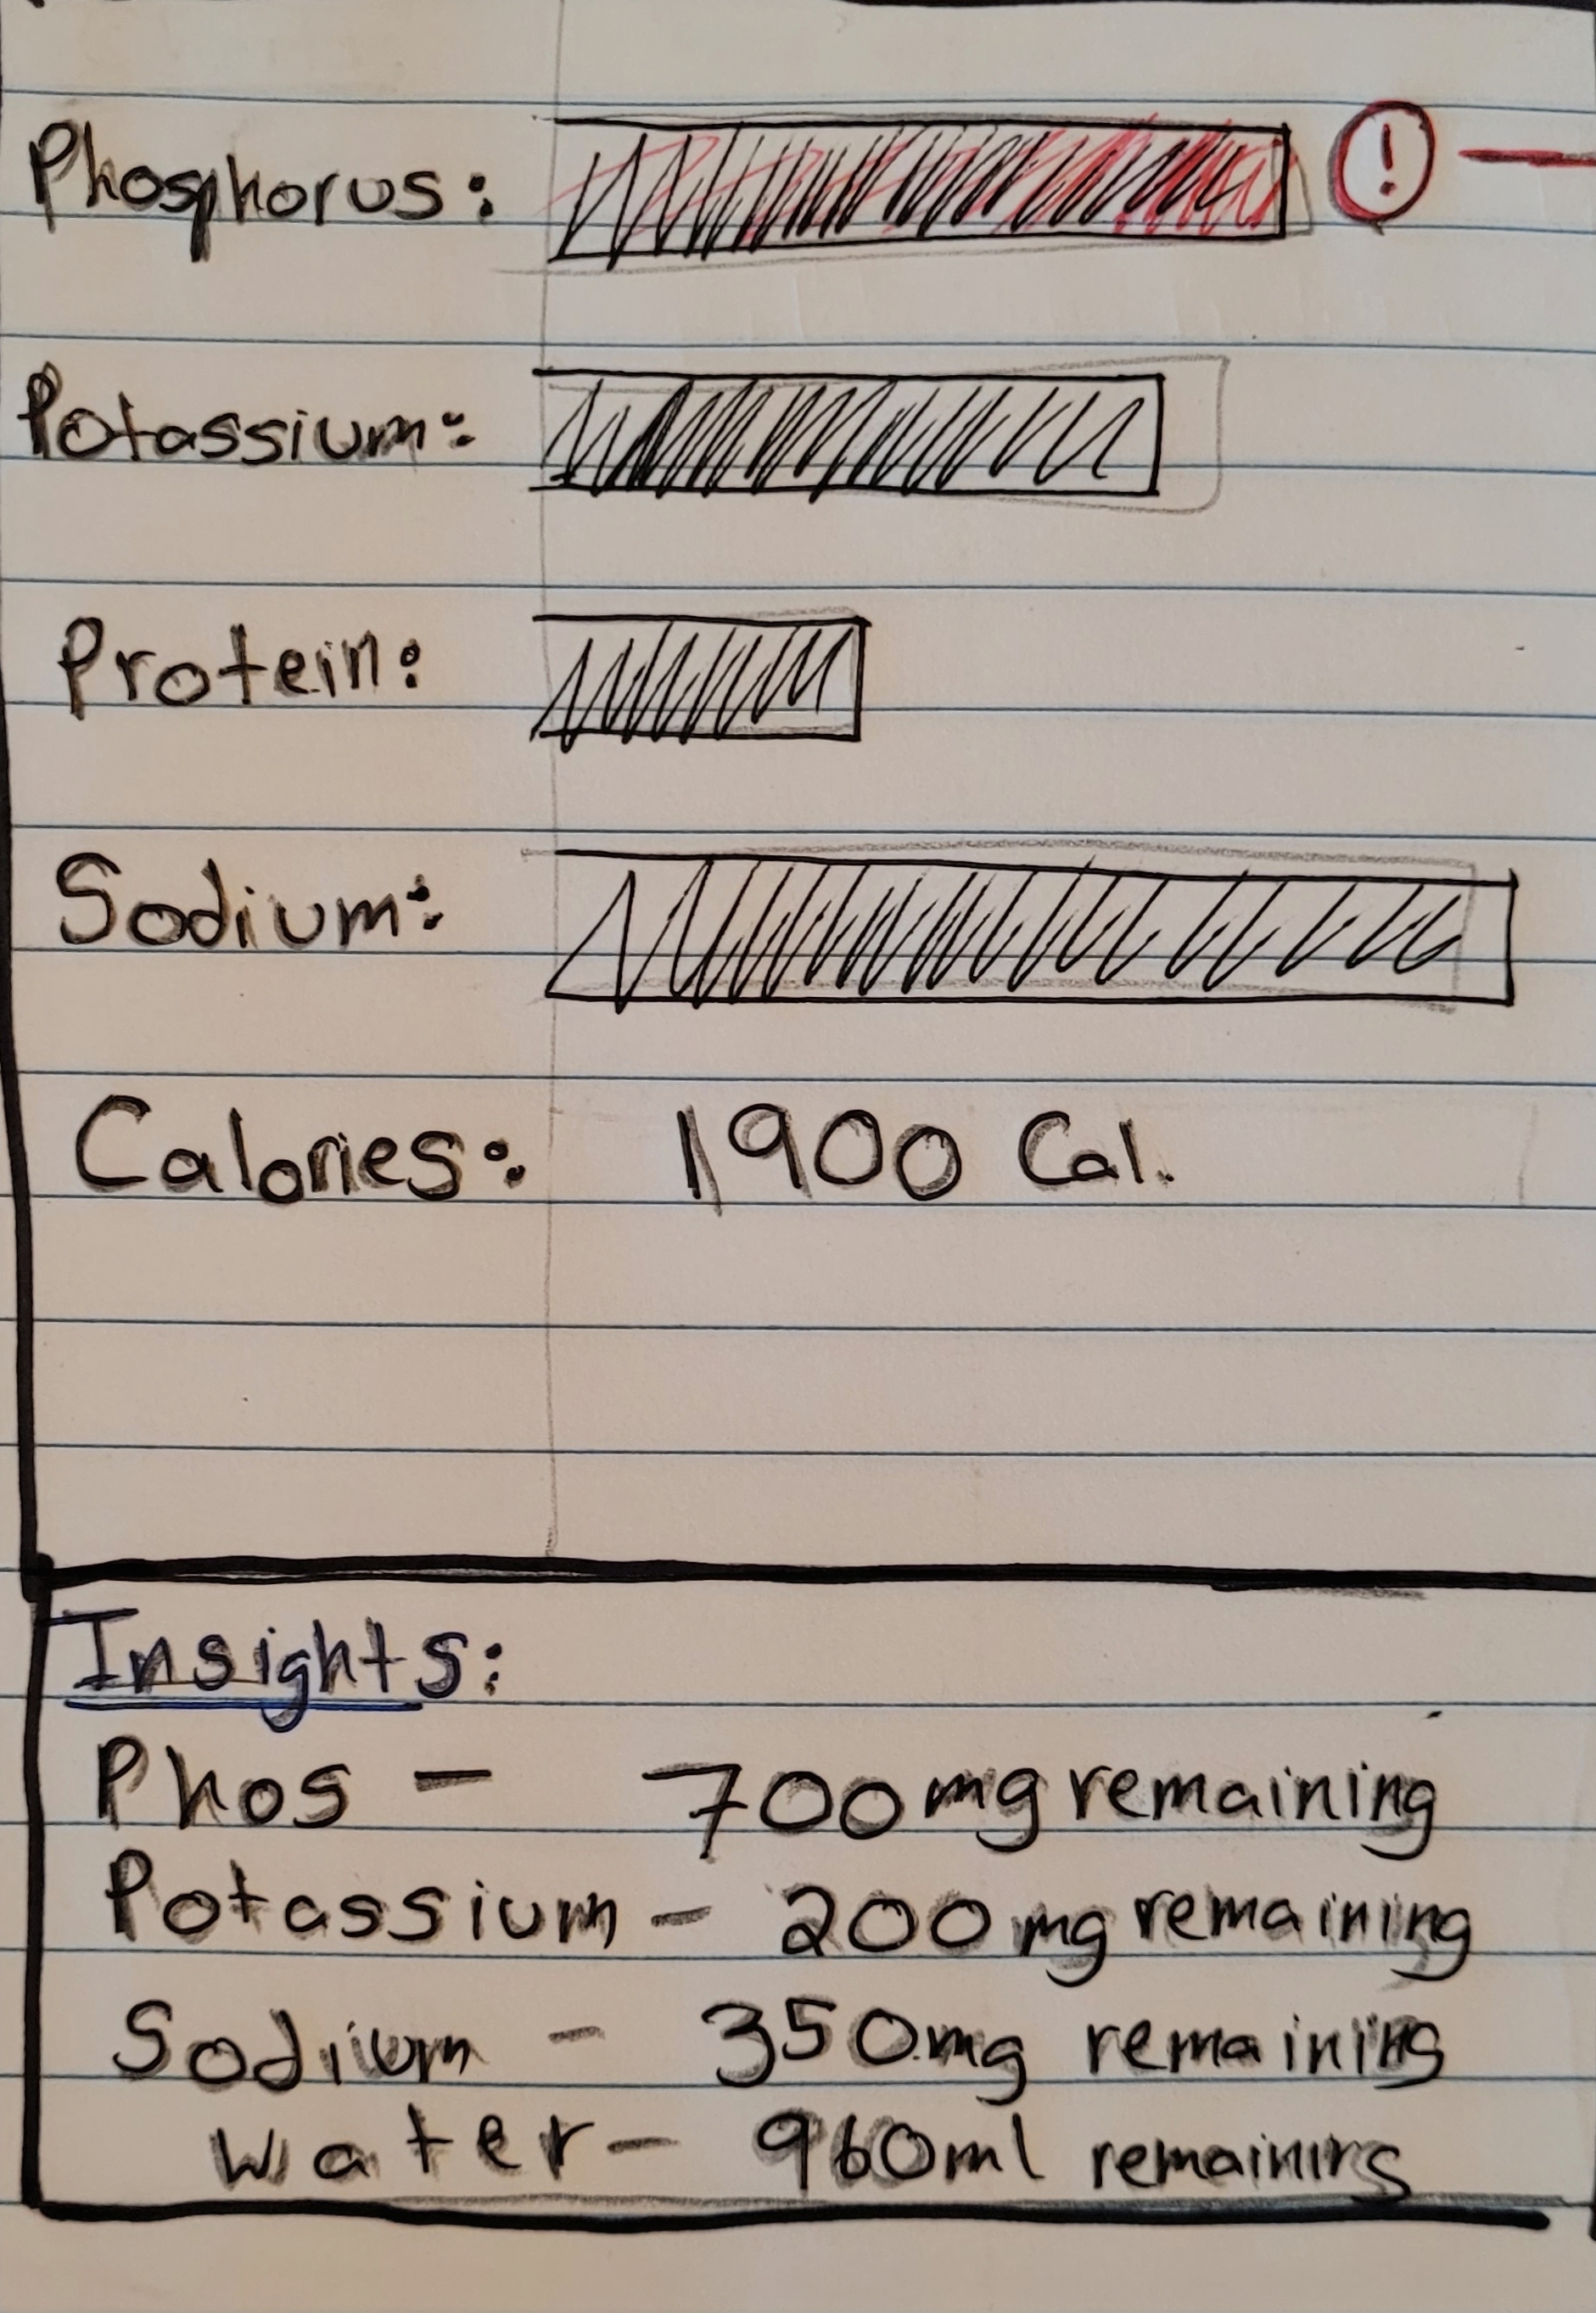 Phosphorus:
!
Potassium:
Protein:
Sodium:
Calories: 1900 Cal.
Insights:
Phos - 700mg remaining
Potassium - 200mg remaining
Sodium - 350mg remaining
Water - 960ml remaining